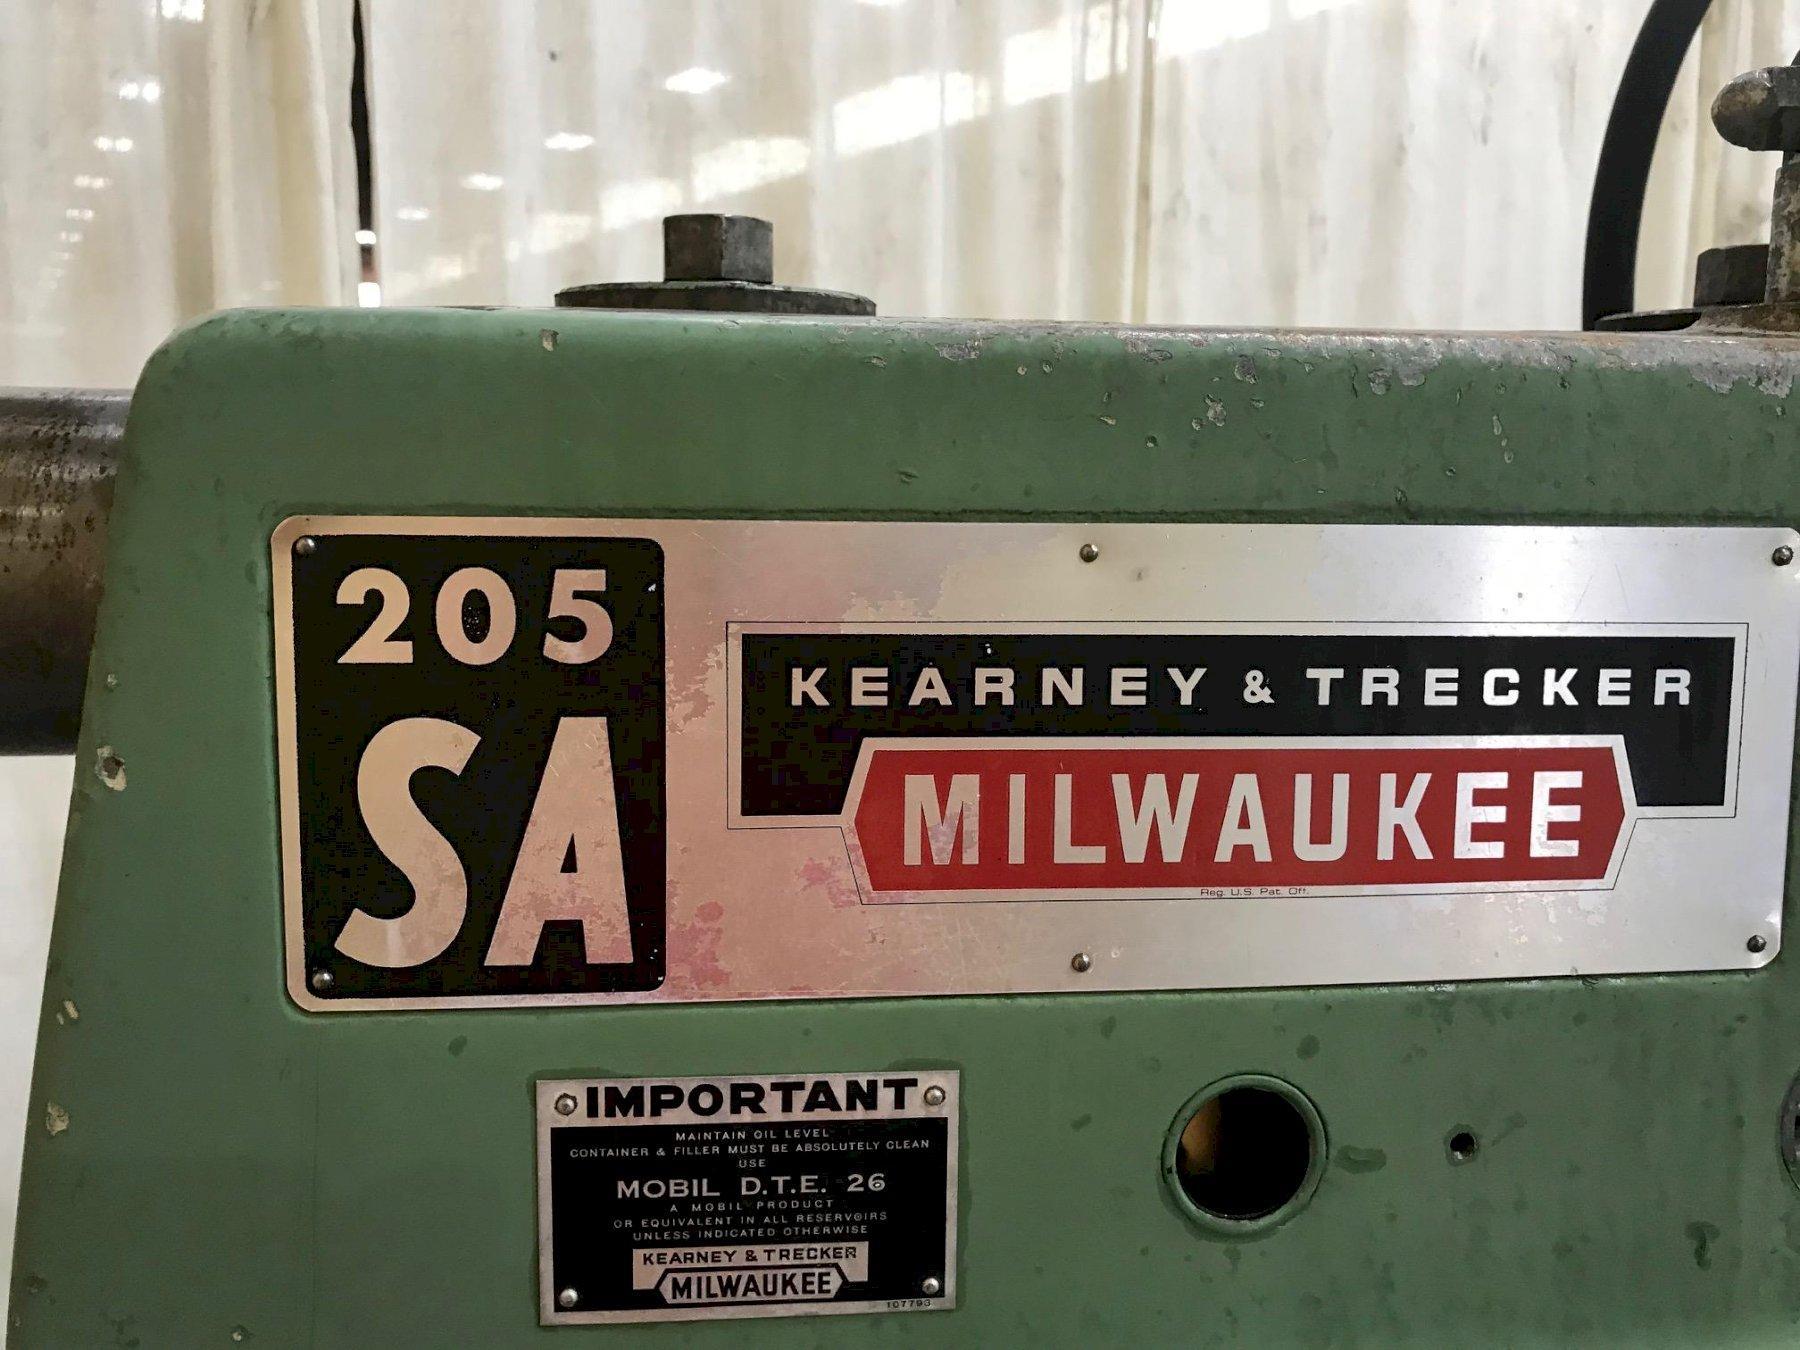 205
SA
KEARNEY & TRECKER
MILWAUKEE
Reg. U.S. Pat. Off.
IMPORTANT
MAINTAIN OIL LEVEL
CONTAINER & FILLER MUST BE ABSOLUTELY CLEAN
USE
MOBIL D.T.E. 26
A MOBIL PRODUCT
OR EQUIVALENT IN ALL RESERVOIRS
UNLESS INDICATED OTHERWISE
KEARNEY & TRECKER
MILWAUKEE
107793